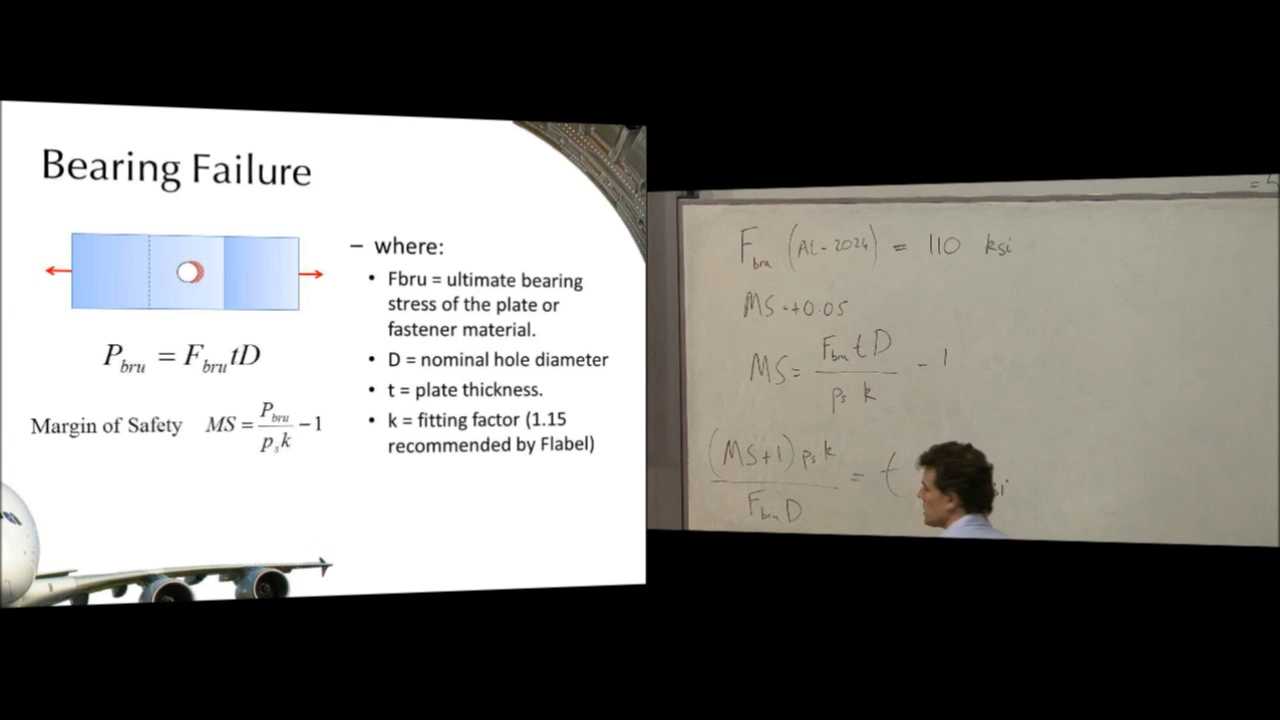 Bearing Failure
P_bru = F_bru tD
Margin of Safety MS = P_bru / p_s k − 1
– where:
• Fbru = ultimate bearing
stress of the plate or
fastener material.
• D = nominal hole diameter
• t = plate thickness.
• k = fitting factor (1.15
recommended by Flabel)
F_bru (AL-2024) = 110 ksi
MS=+0.05
MS= F_bru t D / p_s k - 1
(MS+1) p_s k / F_bru D = t